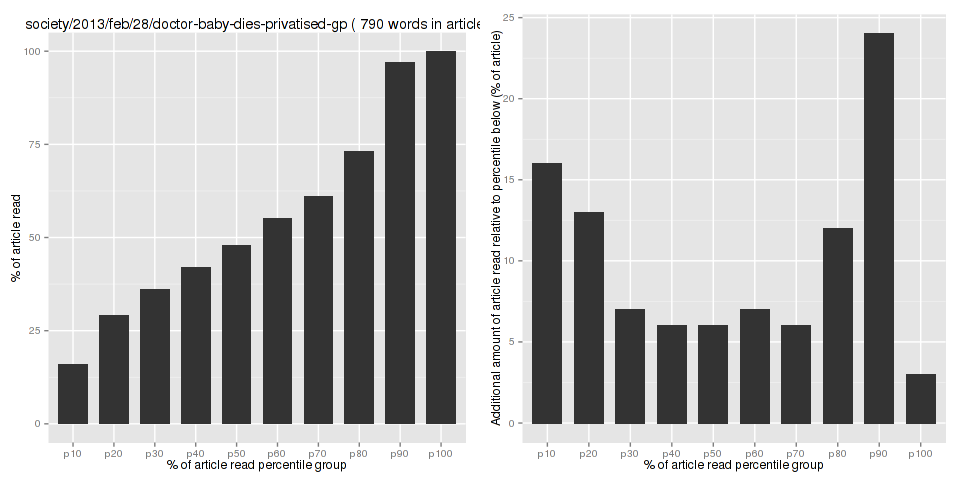 society/2013/feb/28/doctor-baby-dies-privatised-gp ( 790 words in article
100
75
50
25
0
% of article read
p10 p20 p30 p40 p50 p60 p70 p80 p90 p100
% of article read percentile group
25
20
15
10
5
0
Additional amount of article read relative to percentile below (% of article)
p10 p20 p30 p40 p50 p60 p70 p80 p90 p100
% of article read percentile group